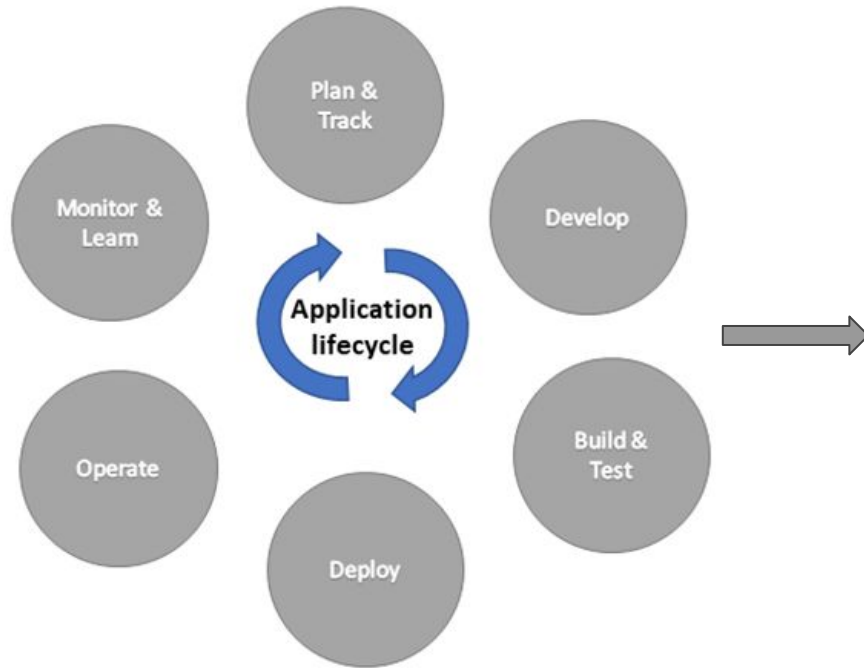 Plan &
Track
Develop
Build &
Test
Deploy
Operate
Monitor &
Learn
Application
lifecycle